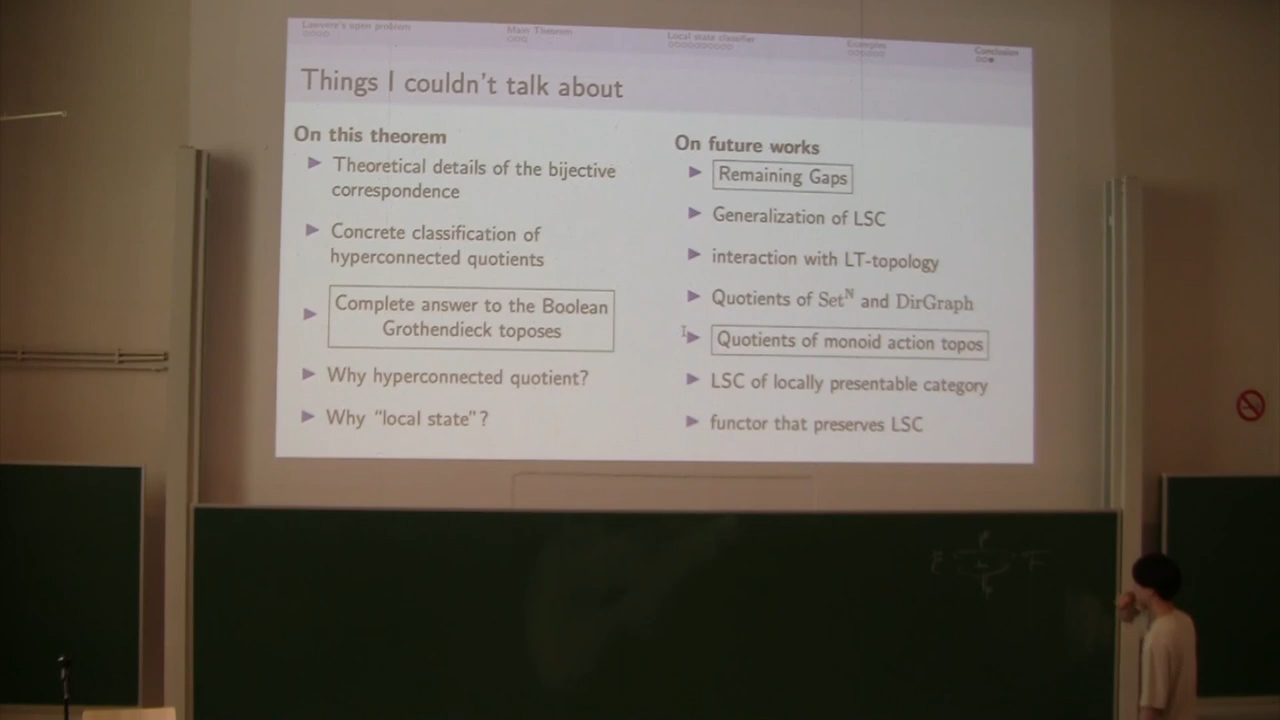 Lawvere's open problem
Main Theorem
Local state classifier
Examples
Conclusion
Things I couldn't talk about
On this theorem
Theoretical details of the bijective
correspondence
Concrete classification of
hyperconnected quotients
Complete answer to the Boolean
Grothendieck toposes
Why hyperconnected quotient?
Why “local state”?
On future works
Remaining Gaps
Generalization of LSC
interaction with LT-topology
Quotients of Setᴺ and DirGraph
Quotients of monoid action topos
LSC of locally presentable category
functor that preserves LSC